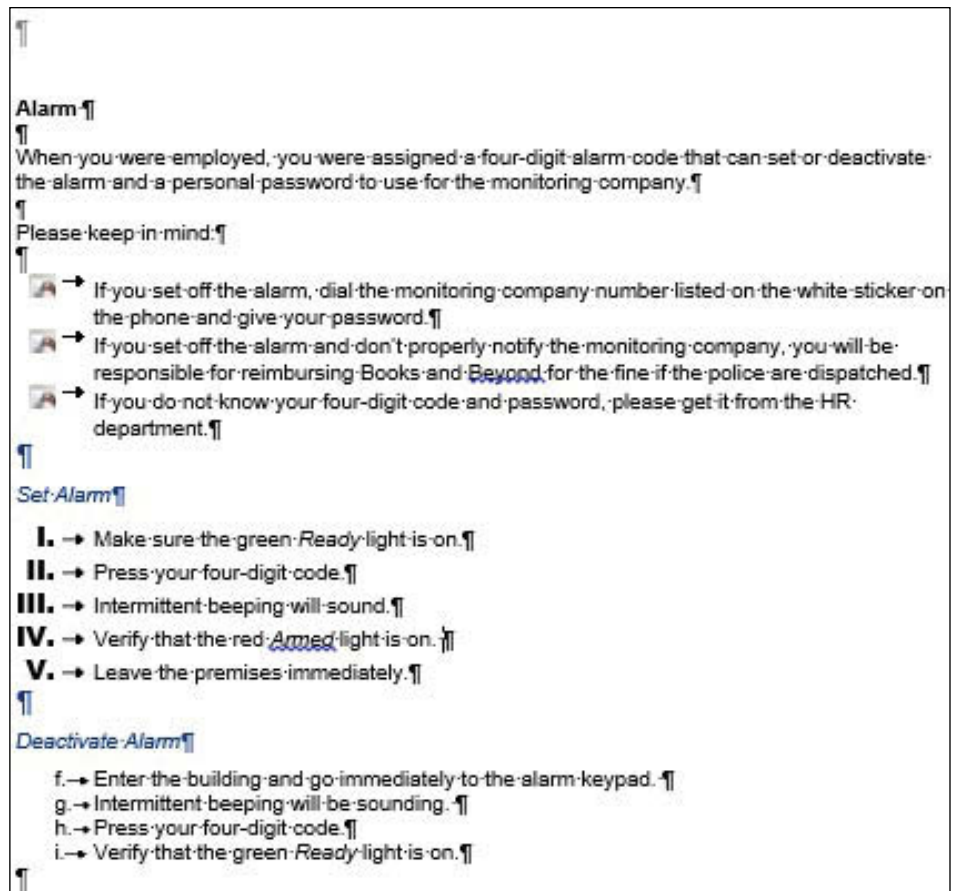 ¶
Alarm·¶
¶
When·you·were·employed,·you·were·assigned·a·four-digit·alarm·code·that·can·set·or·deactivate·
the·alarm·and·a·personal·password·to·use·for·the·monitoring·company.¶
¶
Please·keep·in·mind:¶
¶
→ If·you·set·off·the·alarm,·dial·the·monitoring·company·number·listed·on·the·white·sticker·on·
the·phone·and·give·your·password.¶
→ If·you·set·off·the·alarm·and·don't·properly·notify·the·monitoring·company,·you·will·be·
responsible·for·reimbursing·Books·and·Beyond·for·the·fine·if·the·police·are·dispatched.¶
→ If·you·do·not·know·your·four-digit·code·and·password,·please·get·it·from·the·HR·
department.¶
¶
Set·Alarm¶
I. → Make·sure·the·green·Ready·light·is·on.¶
II. → Press·your·four-digit·code.¶
III. → Intermittent·beeping·will·sound.¶
IV. → Verify·that·the·red·Armed·light·is·on.·¶
V. → Leave·the·premises·immediately.¶
¶
Deactivate·Alarm¶
f.→Enter·the·building·and·go·immediately·to·the·alarm·keypad.·¶
g.→Intermittent·beeping·will·be·sounding.·¶
h.→Press·your·four-digit·code.¶
i.→Verify·that·the·green·Ready·light·is·on.¶
¶